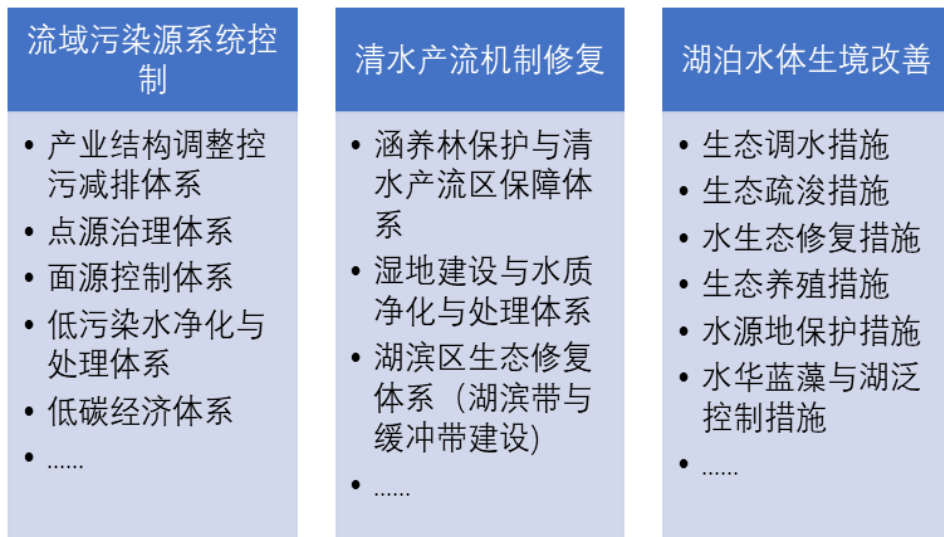 流域污染源系统控
制
• 产业结构调整控
污减排体系
• 点源治理体系
• 面源控制体系
• 低污染水净化与
处理体系
• 低碳经济体系
• ......
清水产流机制修复
• 涵养林保护与清
水产流区保障体
系
• 湿地建设与水质
净化与处理体系
• 湖滨区生态修复
体系（湖滨带与
缓冲带建设)
• ......
湖泊水体生境改善
• 生态调水措施
• 生态疏浚措施
• 水生态修复措施
• 生态养殖措施
• 水源地保护措施
• 水华蓝藻与湖泛
控制措施
• ......